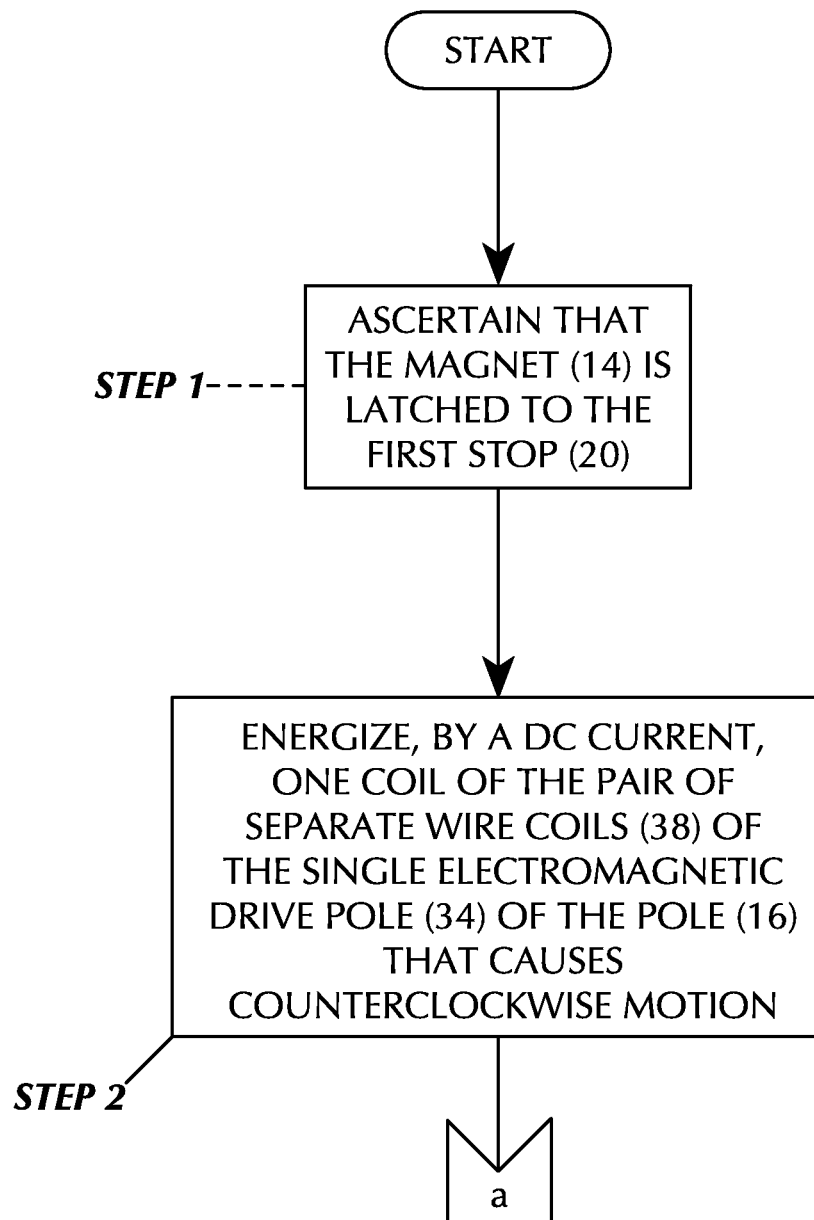 START
ASCERTAIN THAT
THE MAGNET (14) IS
LATCHED TO THE
FIRST STOP (20)
STEP 1
ENERGIZE, BY A DC CURRENT,
ONE COIL OF THE PAIR OF
SEPARATE WIRE COILS (38) OF
THE SINGLE ELECTROMAGNETIC
DRIVE POLE (34) OF THE POLE (16)
THAT CAUSES
COUNTERCLOCKWISE MOTION
STEP 2
a